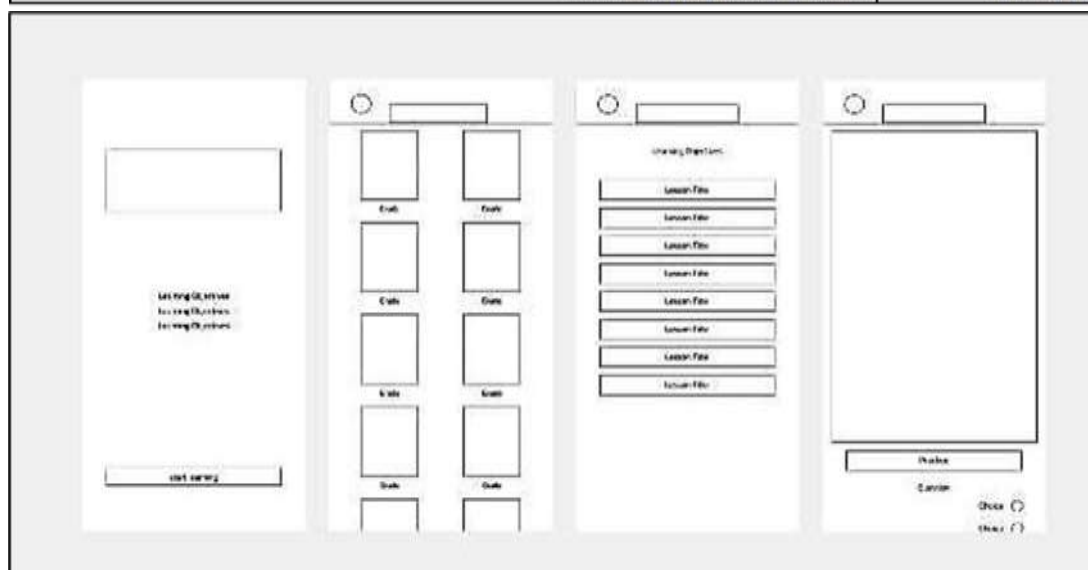 Learning Objectives
Learning Objectives
Learning Objectives
Start Learning
Grade Grade
Grade Grade
Grade Grade
Grade Grade
Learning Objectives
Lesson Title
Lesson Title
Lesson Title
Lesson Title
Lesson Title
Lesson Title
Lesson Title
Lesson Title
Practice
Question
Choice
Choice